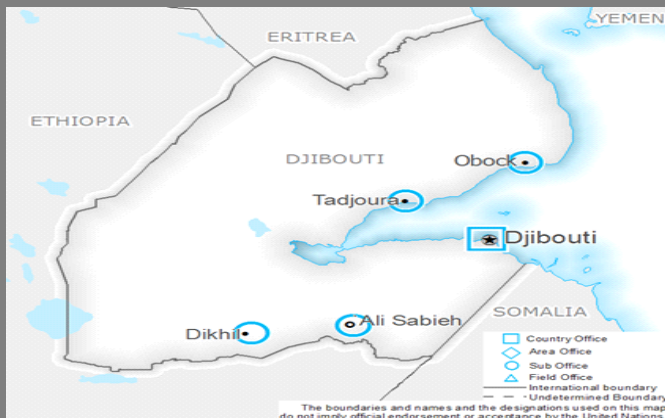 YEMEN
ERITREA
ETHIOPIA
DJIBOUTI
Obock
Tadjoura
Djibouti
SOMALIA
Ali Sabieh
Dikhil
Country Office
Area Office
Sub Office
Field Office
International boundary
Undetermined Boundary
The boundaries and names and the designations used on this map
do not imply official endorsement or acceptance by the United Nations.